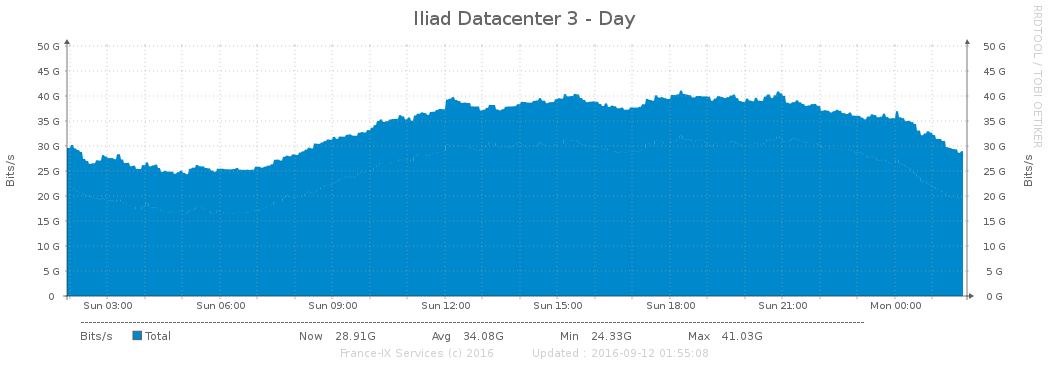 Iliad Datacenter 3 - Day
RRDTOOL / TOBI OETIKER
Bits/s
50 G 50 G
45 G 45 G
40 G 40 G
35 G 35 G
30 G 30 G
25 G 25 G
20 G 20 G
15 G 15 G
10 G 10 G
5 G 5 G
0 0 G
Bits/s
Sun 03:00 Sun 06:00 Sun 09:00 Sun 12:00 Sun 15:00 Sun 18:00 Sun 21:00 Mon 00:00
Bits/s Total Now 28.91G Avg 34.08G Min 24.33G Max 41.03G
France-IX Services (c) 2016 Updated : 2016-09-12 01:55:08